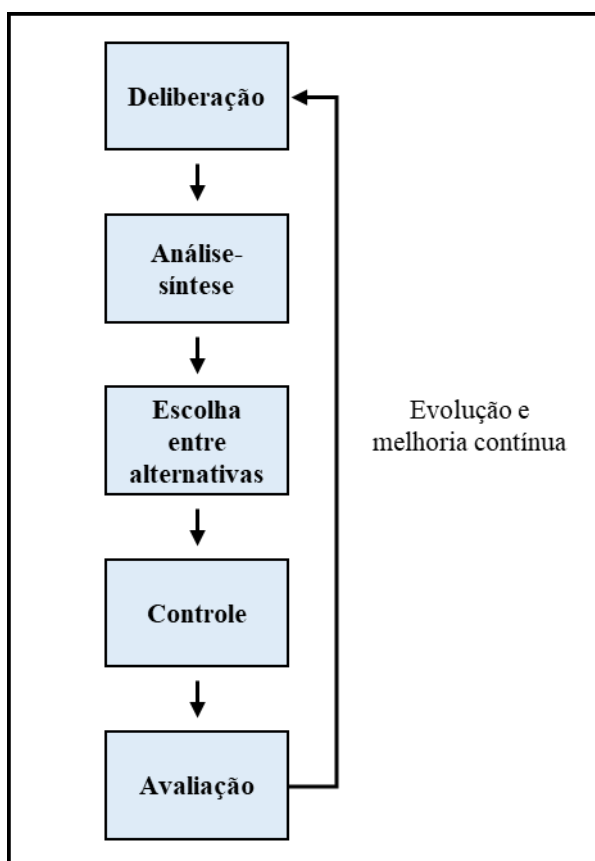 Deliberação
Análise-
síntese
Escolha
entre
alternativas
Evolução e
melhoria contínua
Controle
Avaliação